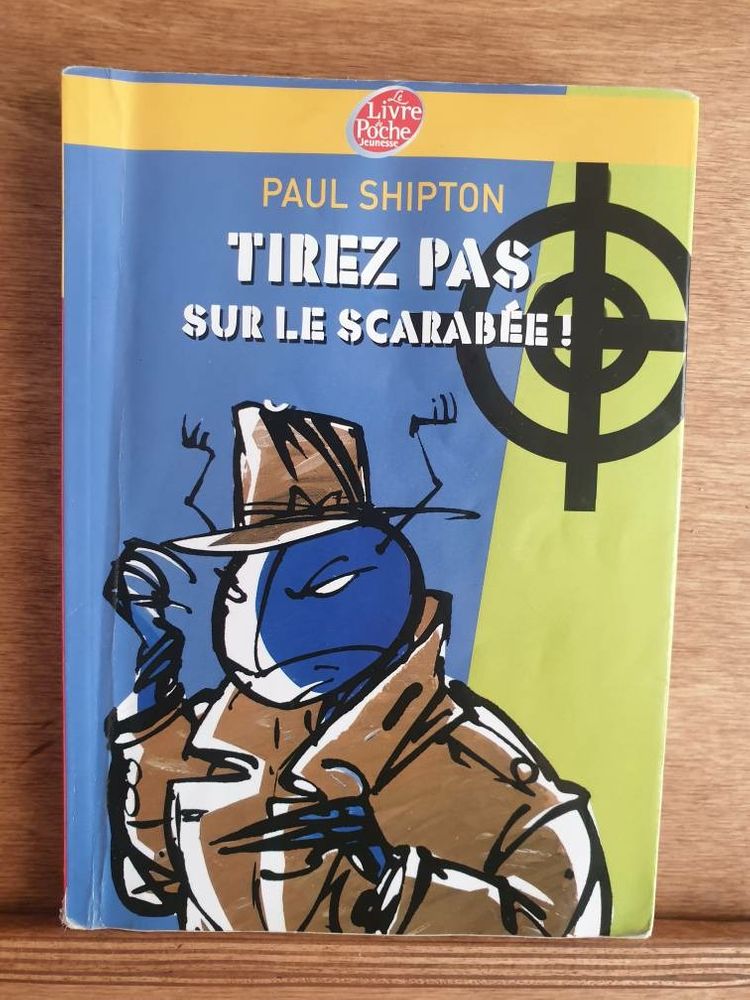 Le
Livre
de
Poche
Jeunesse
PAUL SHIPTON
TIREZ PAS
SUR LE SCARABÉE !